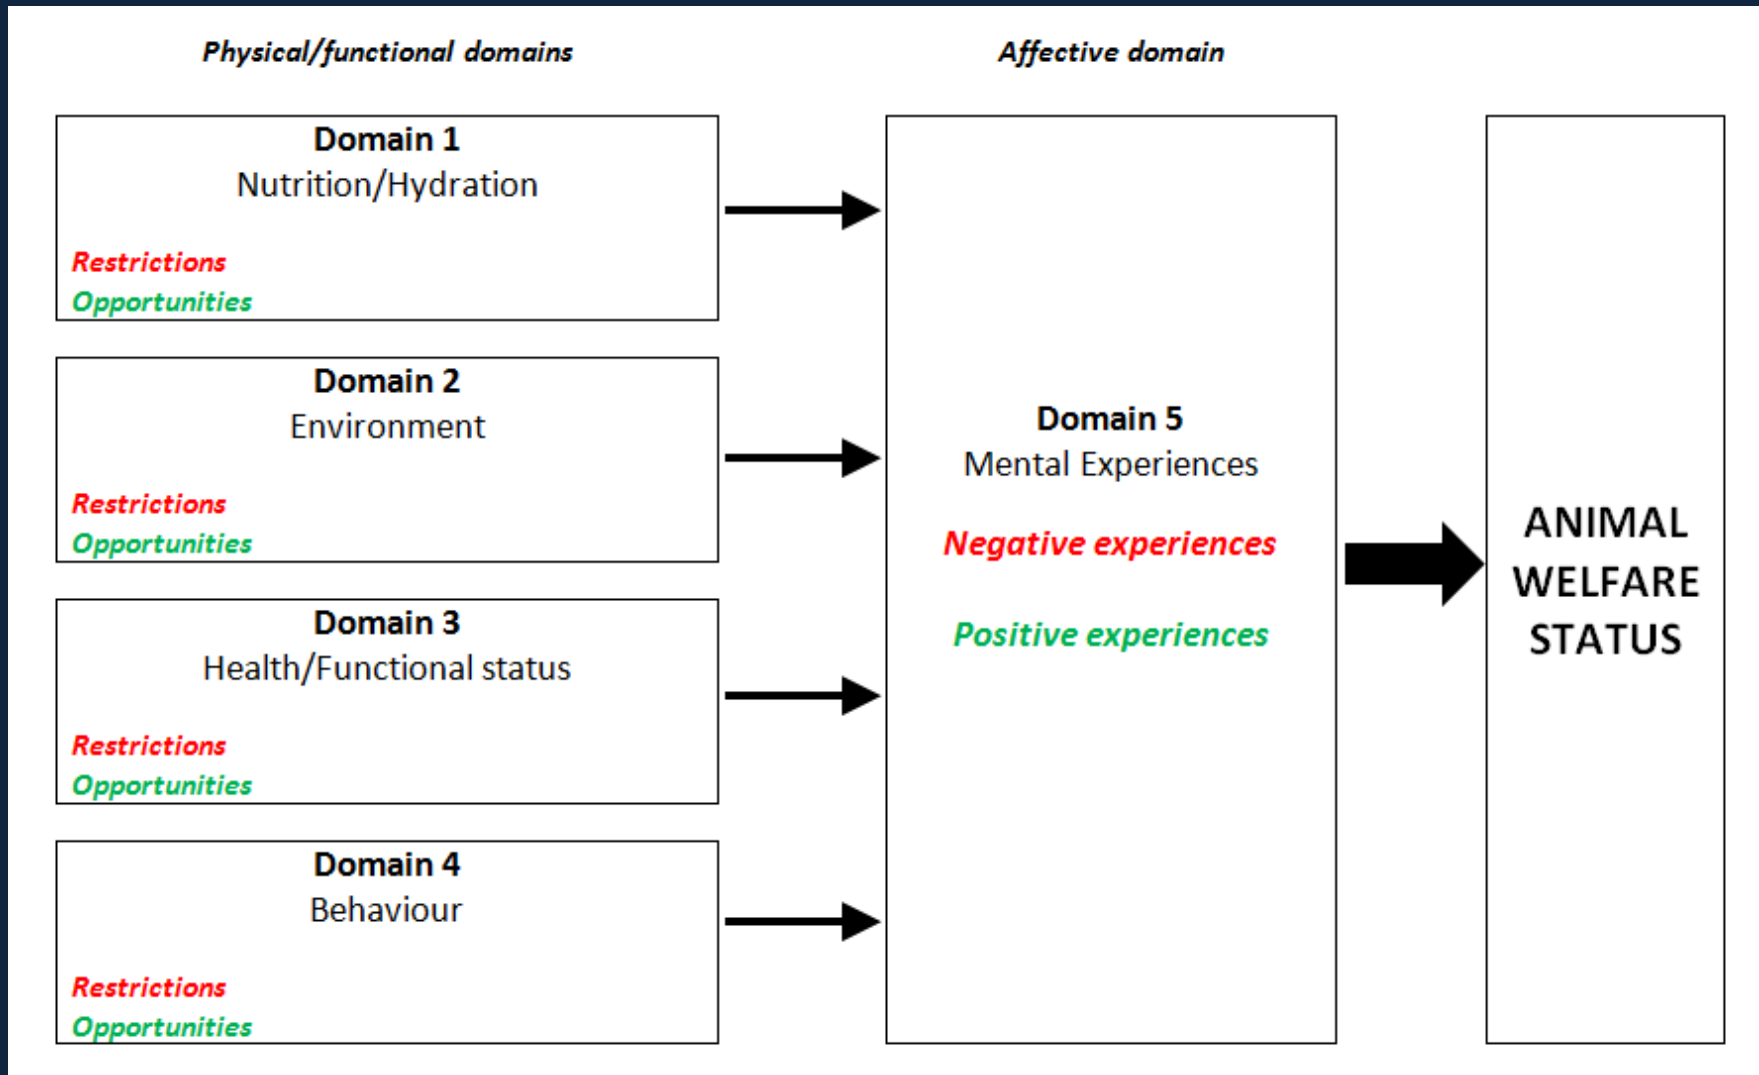 Physical/functional domains
Affective domain
Domain 1
Nutrition/Hydration
Restrictions
Opportunities
Domain 2
Environment
Restrictions
Opportunities
Domain 3
Health/Functional status
Restrictions
Opportunities
Domain 4
Behaviour
Restrictions
Opportunities
Domain 5
Mental Experiences
Negative experiences
Positive experiences
ANIMAL
WELFARE
STATUS